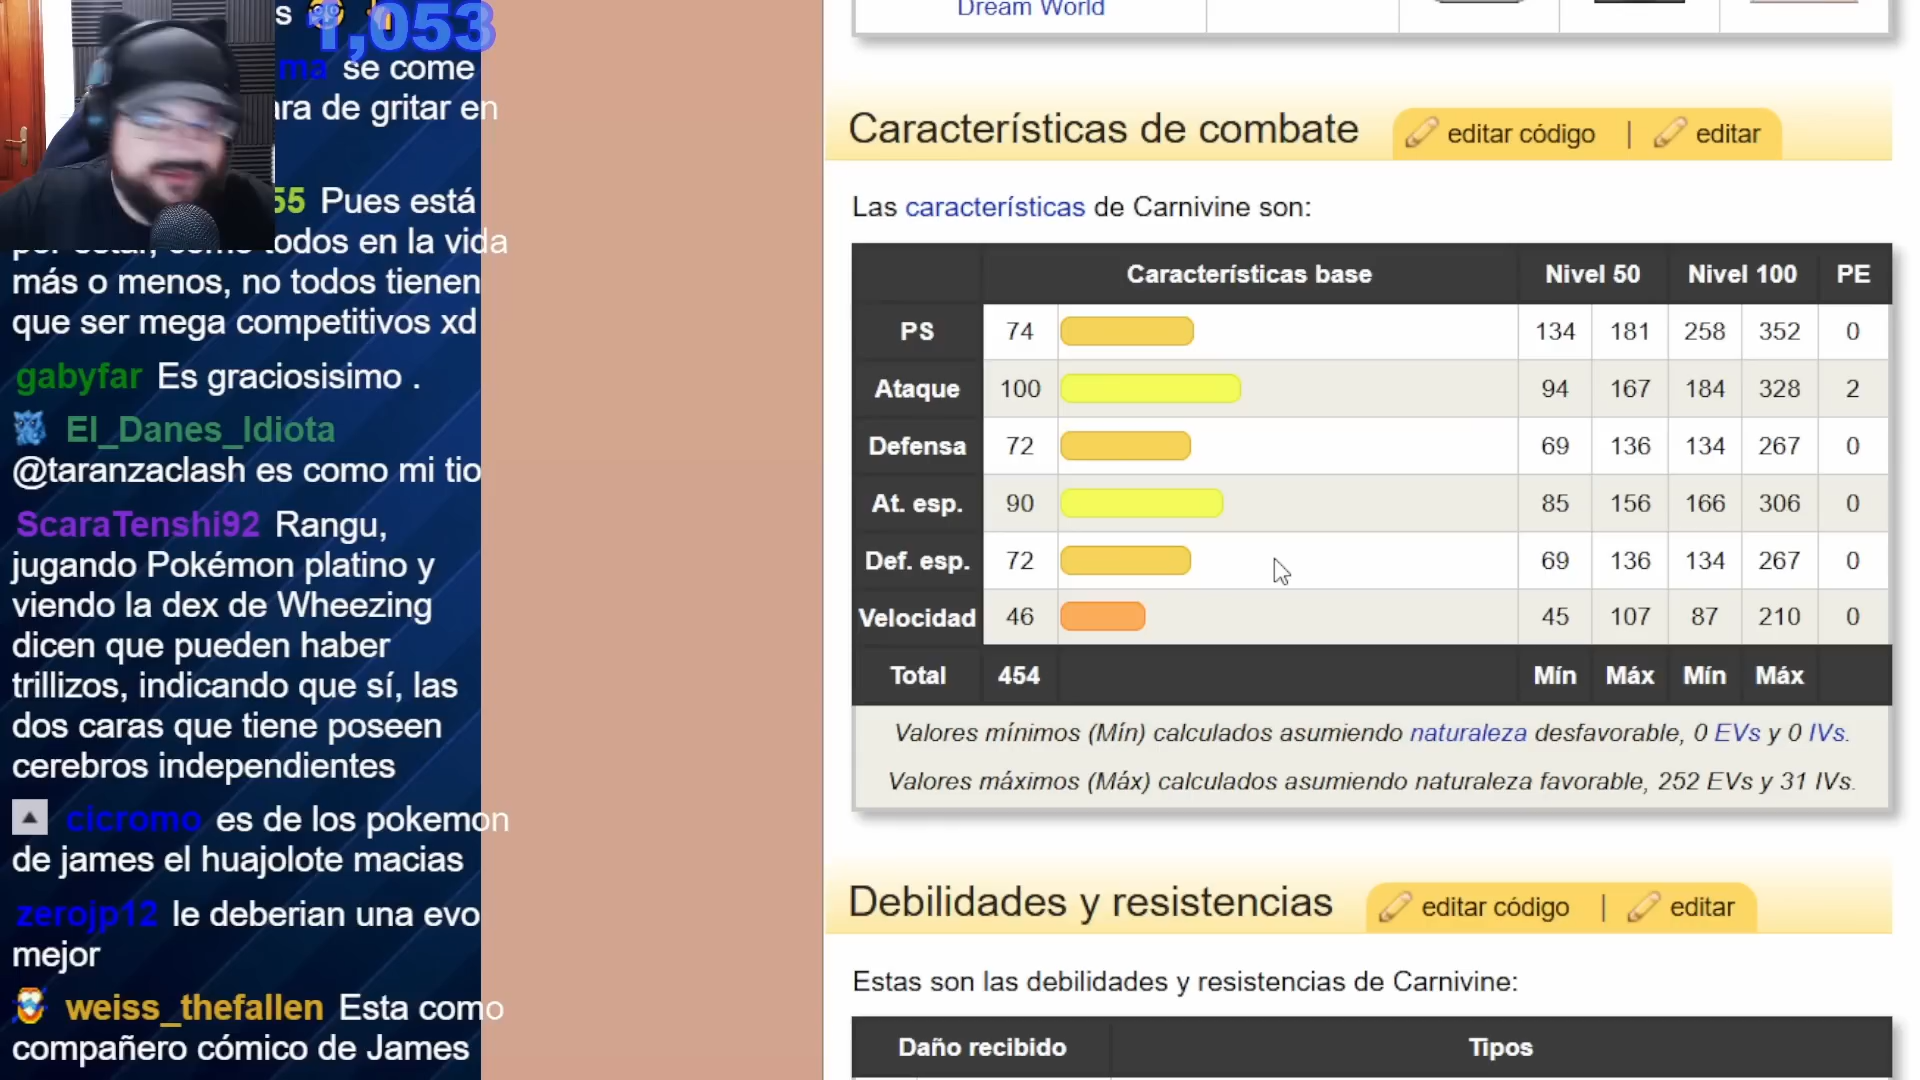 s
1,053
ma se come
ra de gritar en
55 Pues está
todos en la vida
más o menos, no todos tienen
que ser mega competitivos xd
gabyfar Es graciosisimo .
El_Danes_Idiota
@taranzaclash es como mi tio
ScaraTenshi92 Rangu,
jugando Pokémon platino y
viendo la dex de Wheezing
dicen que pueden haber
trillizos, indicando que sí, las
dos caras que tiene poseen
cerebros independientes
cicromo es de los pokemon
de james el huajolote macias
zerojp12 le deberian una evo
mejor
weiss_thefallen Esta como
compañero cómico de James
Dream World
Características de combate editar código | editar
Las características de Carnivine son:
Características base Nivel 50 Nivel 100 PE
PS 74 134 181 258 352 0
Ataque 100 94 167 184 328 2
Defensa 72 69 136 134 267 0
At. esp. 90 85 156 166 306 0
Def. esp. 72 69 136 134 267 0
Velocidad 46 45 107 87 210 0
Total 454 Mín Máx Mín Máx
Valores mínimos (Mín) calculados asumiendo naturaleza desfavorable, 0 EVs y 0 IVs.
Valores máximos (Máx) calculados asumiendo naturaleza favorable, 252 EVs y 31 IVs.
Debilidades y resistencias editar código | editar
Estas son las debilidades y resistencias de Carnivine:
Daño recibido Tipos